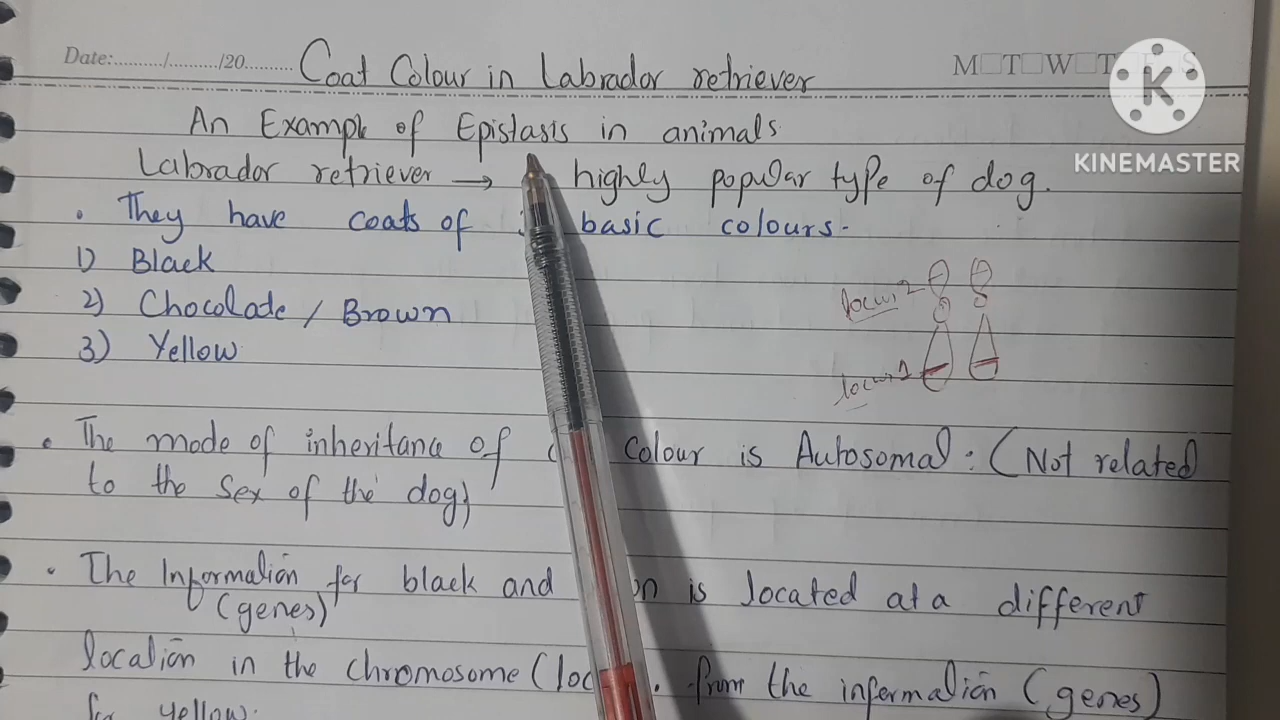 Date:........../........../20..........
M□T□W□T S
KINEMASTER
Coat Colour in Labrador retriever
An Example of Epistasis in animals.
Labrador retriever → highly popular type of dog.
• They have coats of basic colours.
1) Black
2) Chocolade / Brown
3) Yellow
locus 2
locus 1
• The mode of inheritance of colour is Autosomal : (Not related
to the sex of the dog)
• The Information for black and is located at a different
(genes)
location in the chromosome ( from the information (genes)
for yellow.